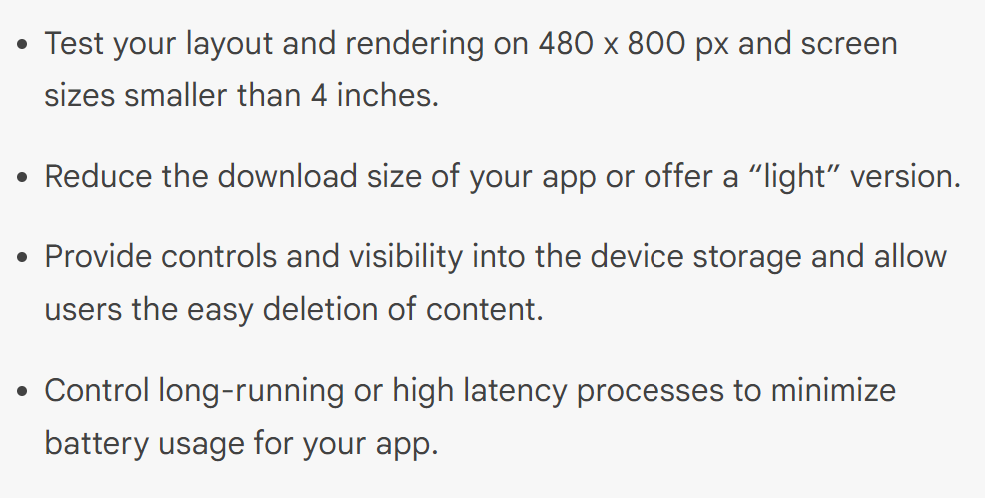 • Test your layout and rendering on 480 x 800 px and screen
sizes smaller than 4 inches.
• Reduce the download size of your app or offer a “light” version.
• Provide controls and visibility into the device storage and allow
users the easy deletion of content.
• Control long-running or high latency processes to minimize
battery usage for your app.